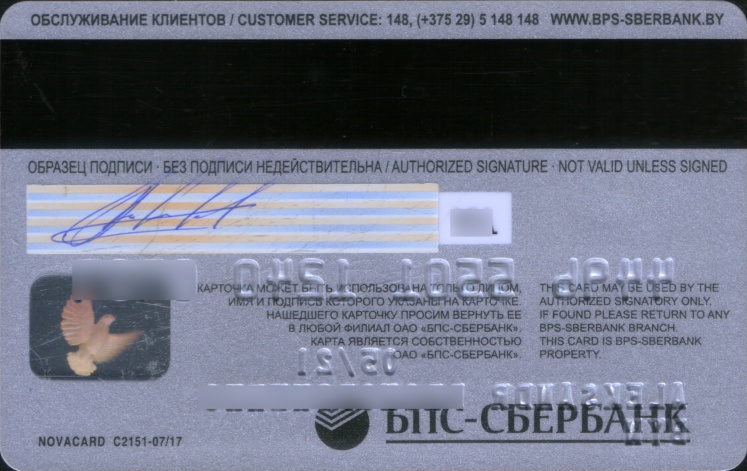 ОБСЛУЖИВАНИЕ КЛИЕНТОВ / CUSTOMER SERVICE: 148, (+375 29) 5 148 148 WWW.BPS-SBERBANK.BY
ОБРАЗЕЦ ПОДПИСИ · БЕЗ ПОДПИСИ НЕДЕЙСТВИТЕЛЬНА / AUTHORIZED SIGNATURE · NOT VALID UNLESS SIGNED
КАРТОЧКА МОЖЕТ БЫТЬ ИСПОЛЬЗОВАНА ТОЛЬКО ЛИЦОМ,
ИМЯ И ПОДПИСЬ КОТОРОГО УКАЗАНЫ НА КАРТОЧКЕ.
НАШЕДШЕГО КАРТОЧКУ ПРОСИМ ВЕРНУТЬ ЕЕ
В ЛЮБОЙ ФИЛИАЛ ОАО «БПС-СБЕРБАНК».
КАРТА ЯВЛЯЕТСЯ СОБСТВЕННОСТЬЮ
ОАО «БПС-СБЕРБАНК».
THIS CARD MAY BE USED BY THE
AUTHORIZED SIGNATORY ONLY.
IF FOUND PLEASE RETURN TO ANY
BPS-SBERBANK BRANCH.
THIS CARD IS BPS-SBERBANK
PROPERTY.
05/21
ALEKSANDR
БПС-СБЕРБАНК
BYN
NOVACARD C2151-07/17